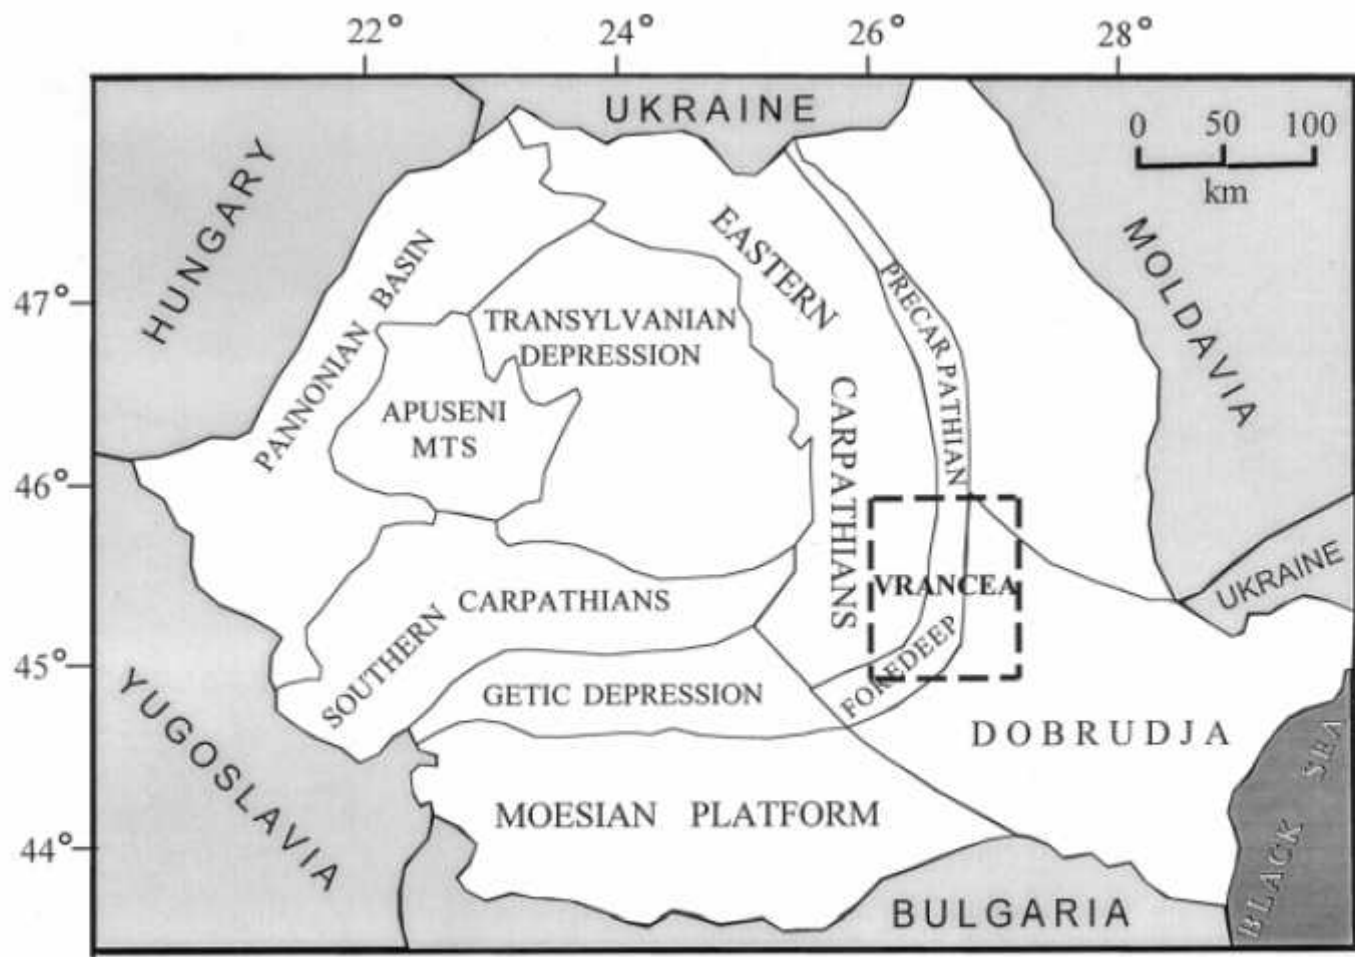 22° 24° 26° 28°
UKRAINE
0 50 100
km
HUNGARY
MOLDAVIA
EASTERN
CARPATHIANS
PRECARPATHIAN
FOREDEEP
47°
PANNONIAN BASIN
TRANSYLVANIAN
DEPRESSION
APUSENI
MTS
46°
VRANCEA
UKRAINE
SOUTHERN
CARPATHIANS
45°
YUGOSLAVIA
GETIC DEPRESSION
DOBRUDJA
BLACK SEA
MOESIAN PLATFORM
44°
BULGARIA